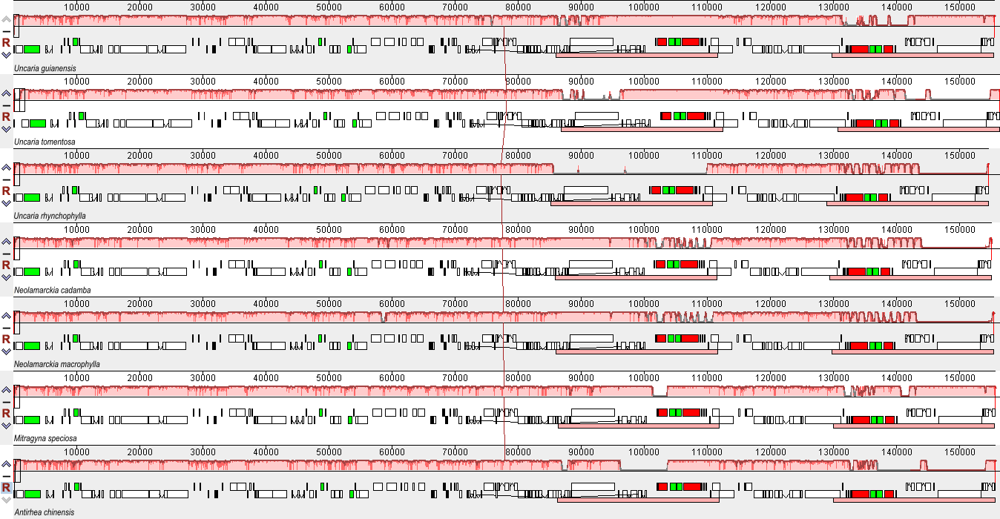 10000 20000 30000 40000 50000 60000 70000 80000 90000 100000 110000 120000 130000 140000 150000
R
Uncaria guianensis
10000 20000 30000 40000 50000 60000 70000 80000 90000 100000 110000 120000 130000 140000 150000
R
Uncaria tomentosa
10000 20000 30000 40000 50000 60000 70000 80000 90000 100000 110000 120000 130000 140000 150000
R
Uncaria rhynchophylla
10000 20000 30000 40000 50000 60000 70000 80000 90000 100000 110000 120000 130000 140000 150000
R
Neolamarckia cadamba
10000 20000 30000 40000 50000 60000 70000 80000 90000 100000 110000 120000 130000 140000 150000
R
Neolamarckia macrophylla
10000 20000 30000 40000 50000 60000 70000 80000 90000 100000 110000 120000 130000 140000 150000
R
Mitragyna speciosa
10000 20000 30000 40000 50000 60000 70000 80000 90000 100000 110000 120000 130000 140000 150000
R
Antirhea chinensis